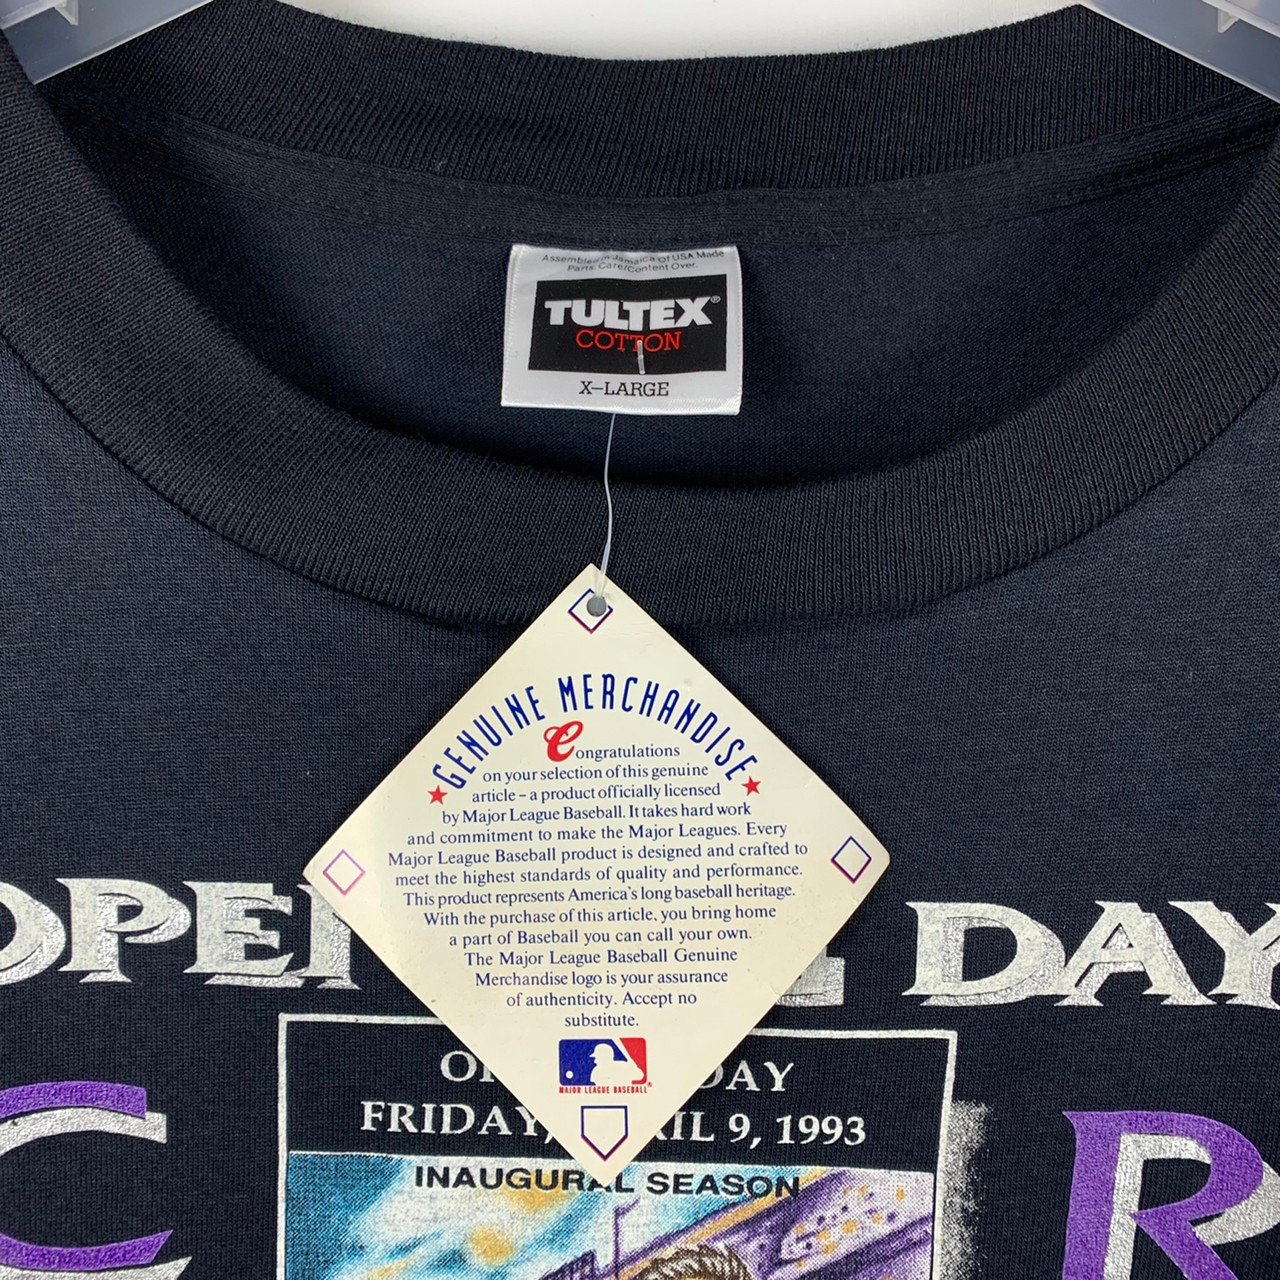 Assembled in Jamaica of USA Made
Parts. Care/Content Over.
TULTEX®
COTTON
X-LARGE
GENUINE MERCHANDISE
Congratulations
on your selection of this genuine
article - a product officially licensed
by Major League Baseball. It takes hard work
and commitment to make the Major Leagues. Every
Major League Baseball product is designed and crafted to
meet the highest standards of quality and performance.
This product represents America's long baseball heritage.
With the purchase of this article, you bring home
a part of Baseball you can call your own.
The Major League Baseball Genuine
Merchandise logo is your assurance
of authenticity. Accept no
substitute.
MAJOR LEAGUE BASEBALL®
OPE DAY
O DAY
FRIDAY, IL 9, 1993
INAUGURAL SEASON
C R